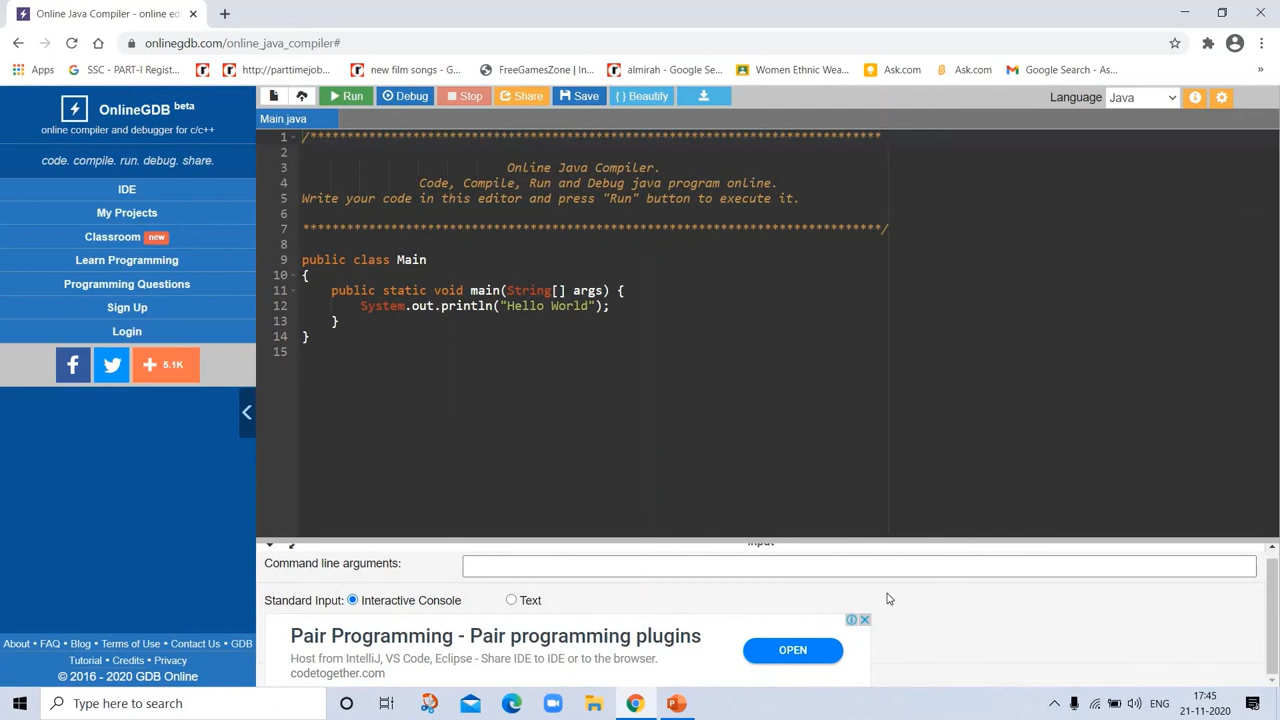 Online Java Compiler - online ed
onlinegdb.com/online_java_compiler#
Apps
SSC - PART-I Regist...
http://parttimejob...
new film songs - G...
FreeGamesZone | In...
almirah - Google Se...
Women Ethnic Wea...
Ask.com
Ask.com
Google Search - As...
»
OnlineGDB beta
online compiler and debugger for c/c++
code. compile. run. debug. share.
IDE
My Projects
Classroom new
Learn Programming
Programming Questions
Sign Up
Login
5.1K
About • FAQ • Blog • Terms of Use • Contact Us • GDB
Tutorial • Credits • Privacy
© 2016 - 2020 GDB Online
Run
Debug
Stop
Share
Save
{ } Beautify
Language Java
Main.java
1 /******************************************************************************
2
3 Online Java Compiler.
4 Code, Compile, Run and Debug java program online.
5 Write your code in this editor and press "Run" button to execute it.
6
7 *******************************************************************************/
8
9 public class Main
10 {
11 public static void main(String[] args) {
12 System.out.println("Hello World");
13 }
14 }
15
Input
Command line arguments:
Standard Input: Interactive Console Text
Pair Programming - Pair programming plugins
Host from IntelliJ, VS Code, Eclipse - Share IDE to IDE or to the browser.
codetogether.com
OPEN
Type here to search
ENG
17:45
21-11-2020